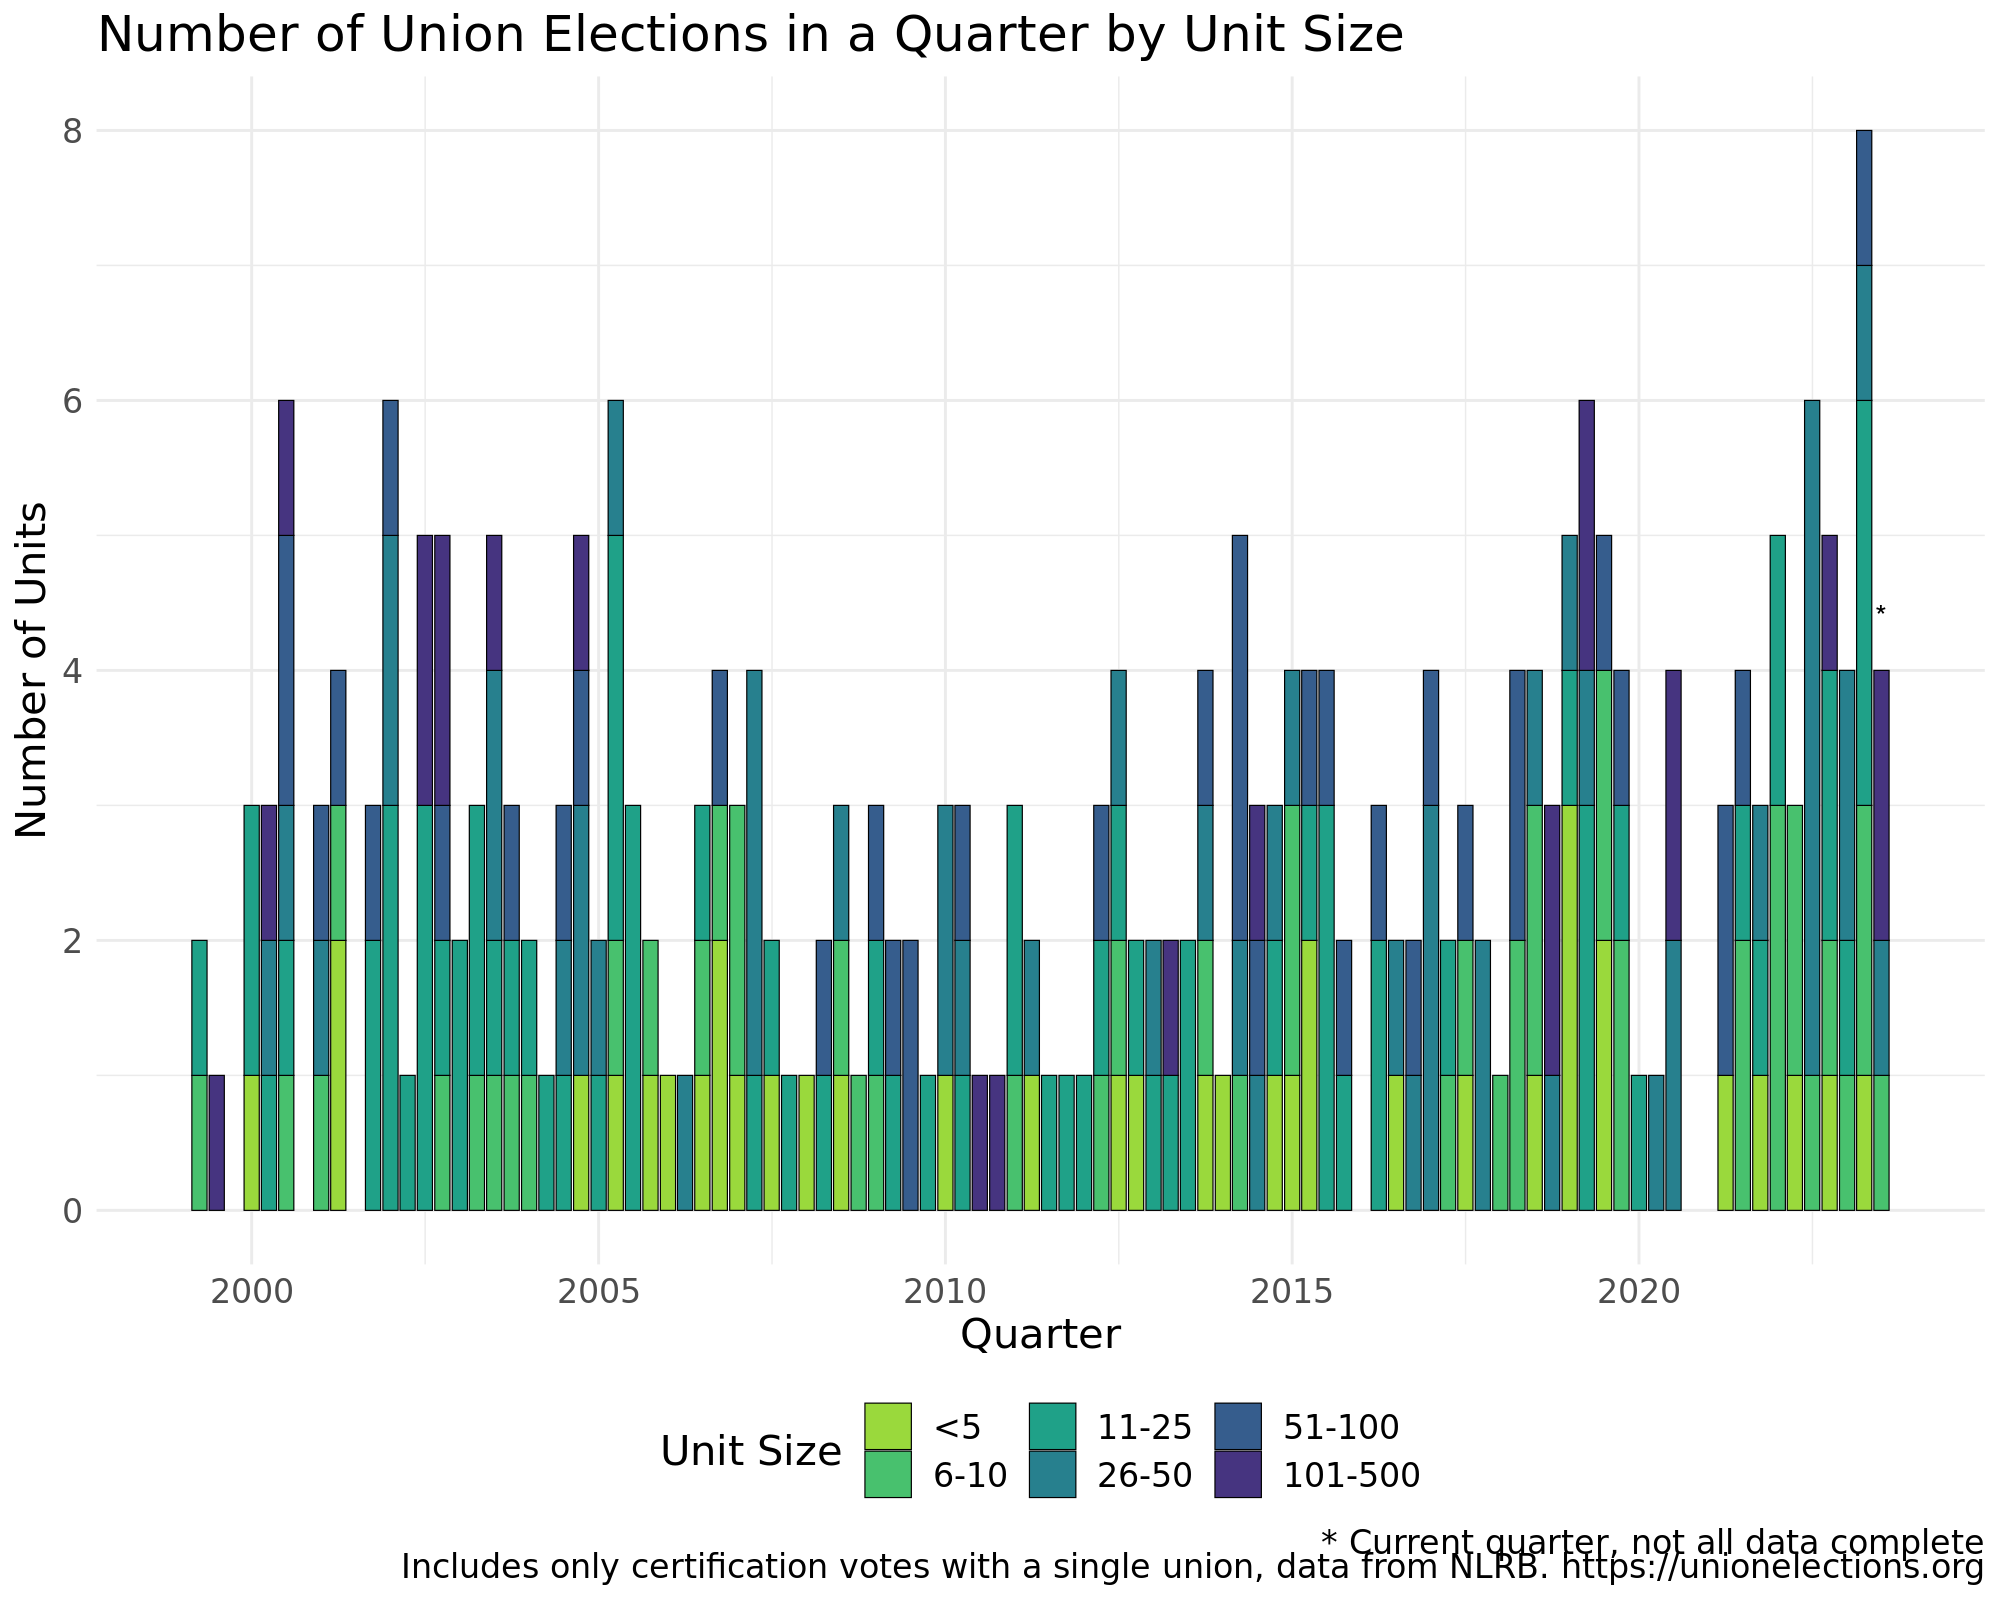 Number of Union Elections in a Quarter by Unit Size
Number of Units
8
6
4
2
0
*
2000 2005 2010 2015 2020
Quarter
Unit Size
<5 11-25 51-100
6-10 26-50 101-500
* Current quarter, not all data complete
Includes only certification votes with a single union, data from NLRB. https://unionelections.org